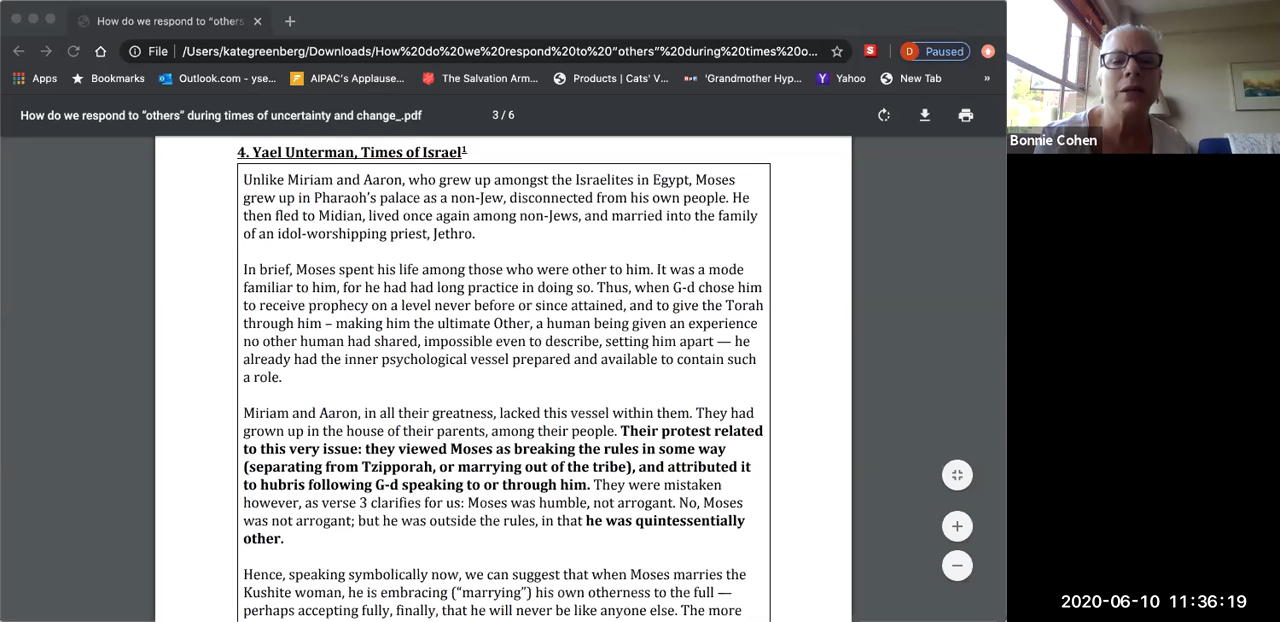 How do we respond to “others
File
/Users/kategreenberg/Downloads/How%20do%20we%20respond%20to%20“others”%20during%20times%20o...
S
D Paused
Apps
Bookmarks
Outlook.com - yse...
AIPAC's Applause...
The Salvation Arm...
Products | Cats' V...
'Grandmother Hyp...
Yahoo
New Tab
»
How do we respond to “others” during times of uncertainty and change_.pdf
3 / 6
4. Yael Unterman, Times of Israel¹
Unlike Miriam and Aaron, who grew up amongst the Israelites in Egypt, Moses
grew up in Pharaoh's palace as a non-Jew, disconnected from his own people. He
then fled to Midian, lived once again among non-Jews, and married into the family
of an idol-worshipping priest, Jethro.
In brief, Moses spent his life among those who were other to him. It was a mode
familiar to him, for he had had long practice in doing so. Thus, when G-d chose him
to receive prophecy on a level never before or since attained, and to give the Torah
through him – making him the ultimate Other, a human being given an experience
no other human had shared, impossible even to describe, setting him apart — he
already had the inner psychological vessel prepared and available to contain such
a role.
Miriam and Aaron, in all their greatness, lacked this vessel within them. They had
grown up in the house of their parents, among their people. Their protest related
to this very issue: they viewed Moses as breaking the rules in some way
(separating from Tzipporah, or marrying out of the tribe), and attributed it
to hubris following G-d speaking to or through him. They were mistaken
however, as verse 3 clarifies for us: Moses was humble, not arrogant. No, Moses
was not arrogant; but he was outside the rules, in that he was quintessentially
other.
Hence, speaking symbolically now, we can suggest that when Moses marries the
Kushite woman, he is embracing (“marrying”) his own otherness to the full —
perhaps accepting fully, finally, that he will never be like anyone else. The more
Bonnie Cohen
2020-06-10 11:36:19